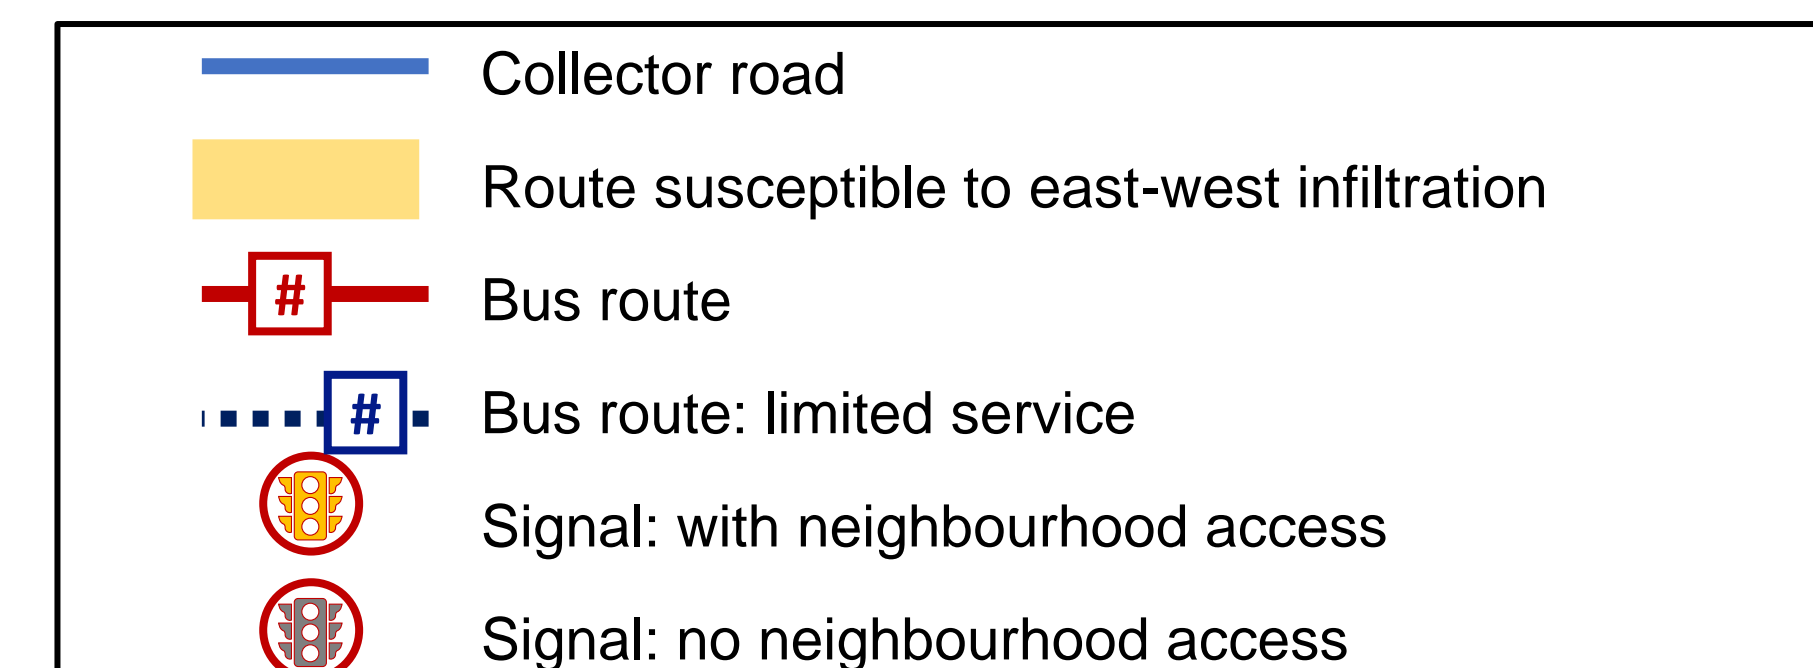 Collector road
Route susceptible to east-west infiltration
# Bus route
# Bus route: limited service
Signal: with neighbourhood access
Signal: no neighbourhood access